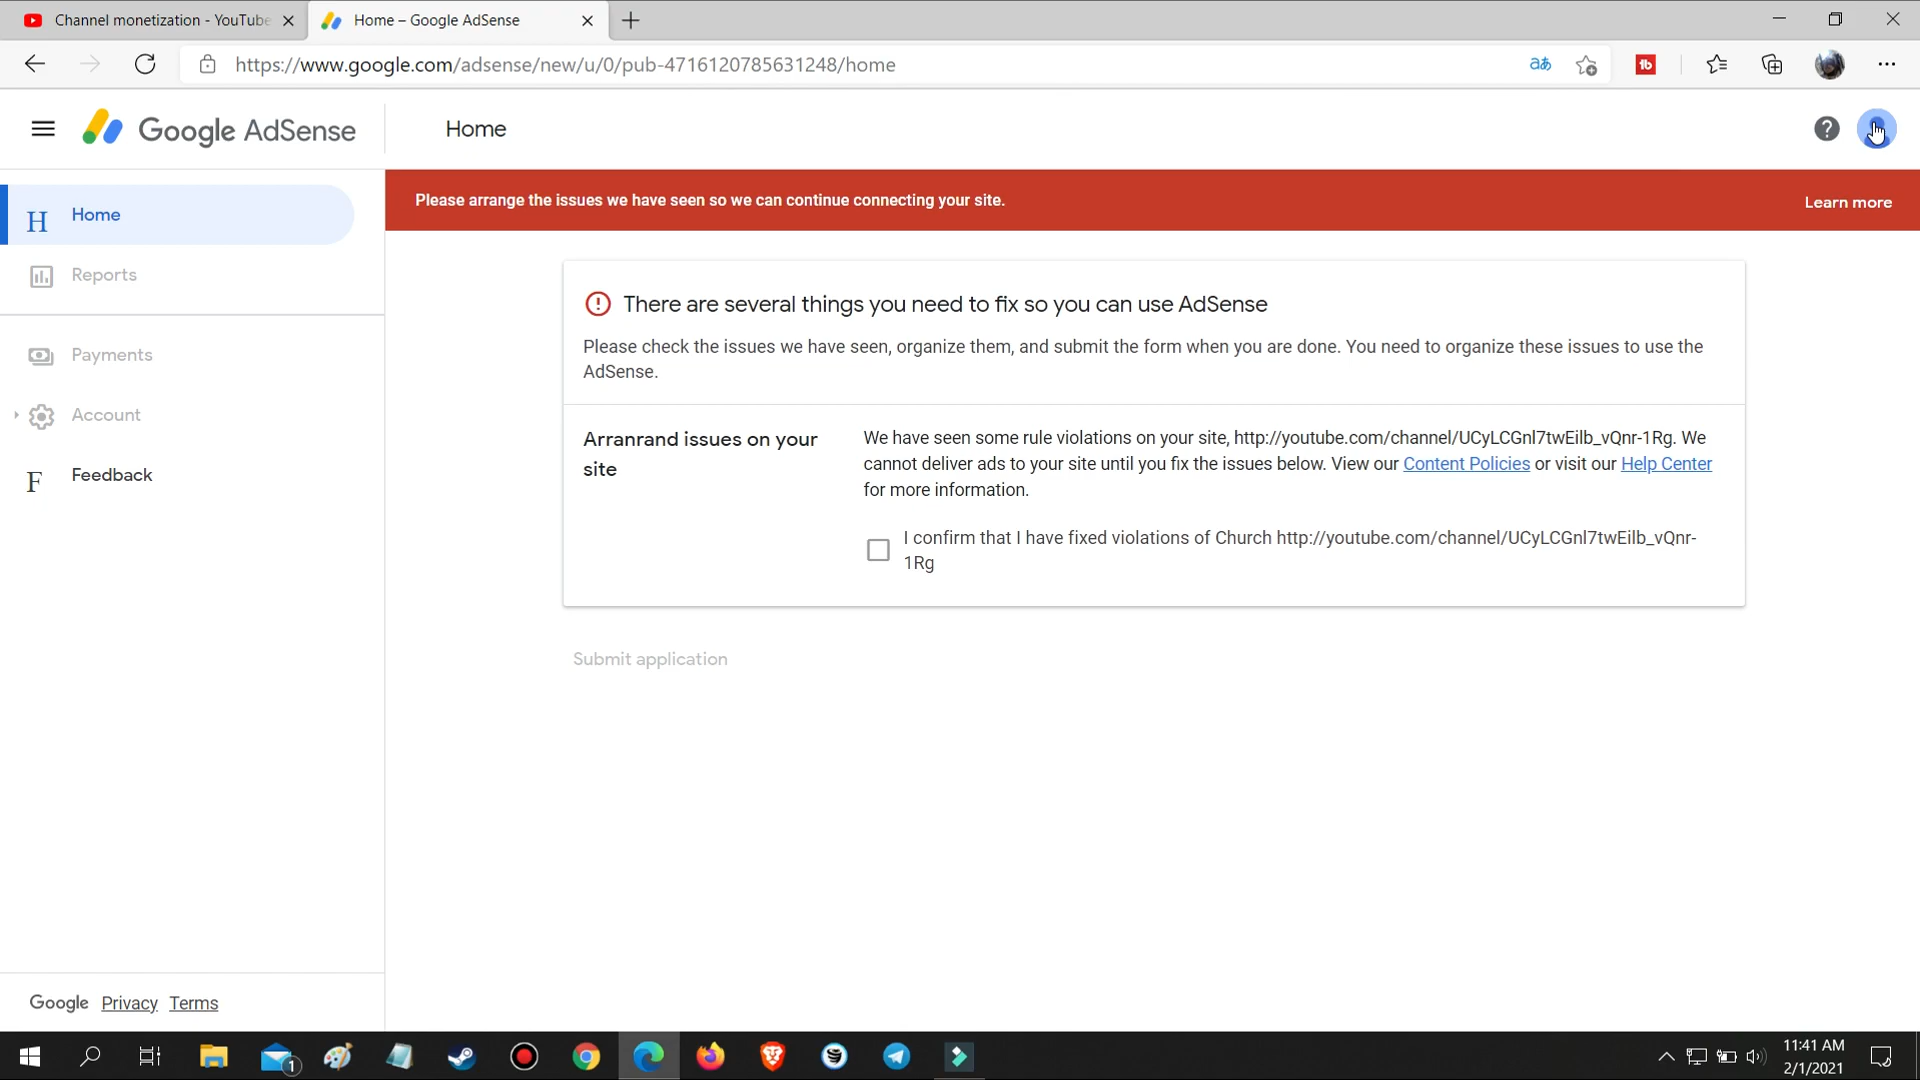 Channel monetization - YouTube
Home – Google AdSense
https://www.google.com/adsense/new/u/0/pub-4716120785631248/home
Google AdSense
Home
Please arrange the issues we have seen so we can continue connecting your site.
Learn more
H Home
Reports
Payments
Account
F Feedback
There are several things you need to fix so you can use AdSense
Please check the issues we have seen, organize them, and submit the form when you are done. You need to organize these issues to use the
AdSense.
Arranrand issues on your
site
We have seen some rule violations on your site, http://youtube.com/channel/UCyLCGnl7twEilb_vQnr-1Rg. We
cannot deliver ads to your site until you fix the issues below. View our Content Policies or visit our Help Center
for more information.
I confirm that I have fixed violations of Church http://youtube.com/channel/UCyLCGnl7twEilb_vQnr-
1Rg
Submit application
Google Privacy Terms
1
11:41 AM
2/1/2021